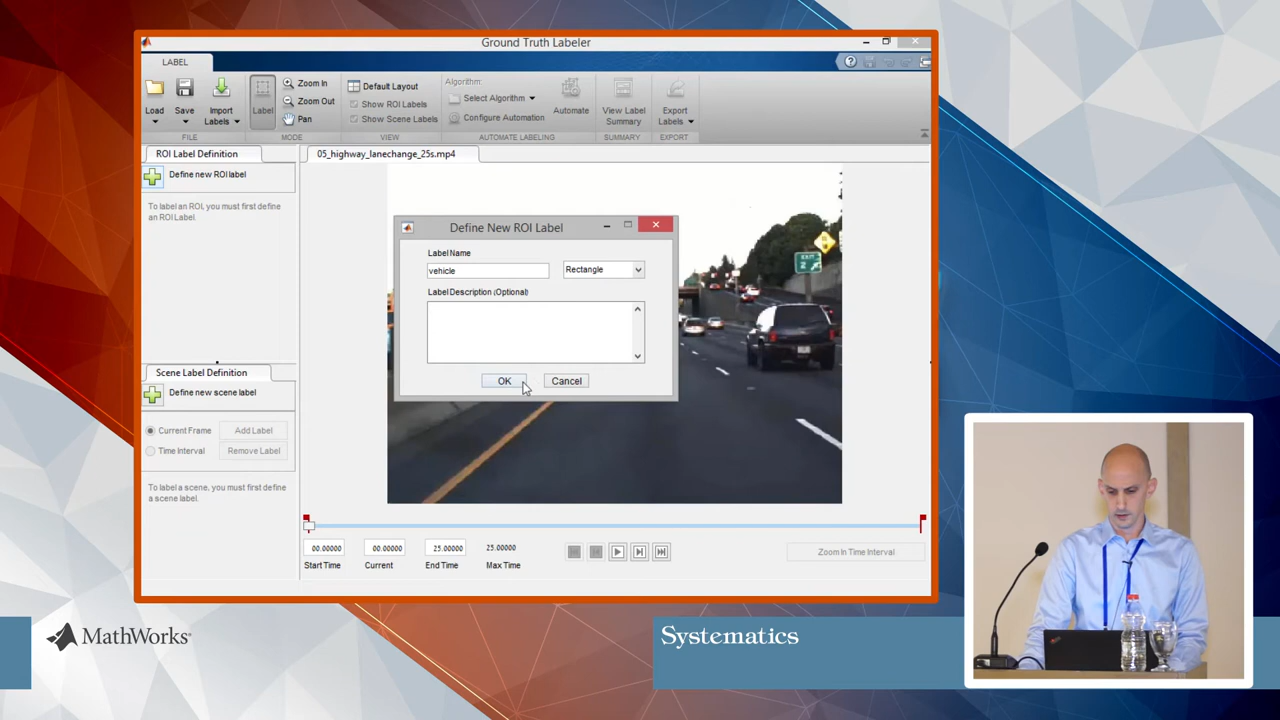 Ground Truth Labeler
LABEL
Load
Save
Import
Labels
FILE
Label
Zoom In
Zoom Out
Pan
MODE
Default Layout
Show ROI Labels
Show Scene Labels
VIEW
Algorithm:
Select Algorithm
Configure Automation
Automate
AUTOMATE LABELING
View Label
Summary
SUMMARY
Export
Labels
EXPORT
ROI Label Definition
Define new ROI label
To label an ROI, you must first define
an ROI Label.
05_highway_lanechange_25s.mp4
Define New ROI Label
Label Name
vehicle
Rectangle
Label Description (Optional)
OK
Cancel
EXIT
Scene Label Definition
Define new scene label
Current Frame
Add Label
Time Interval
Remove Label
To label a scene, you must first define
a scene label.
00.00000
00.00000
25.00000
25.00000
Start Time
Current
End Time
Max Time
Zoom In Time Interval
MathWorks®
Systematics